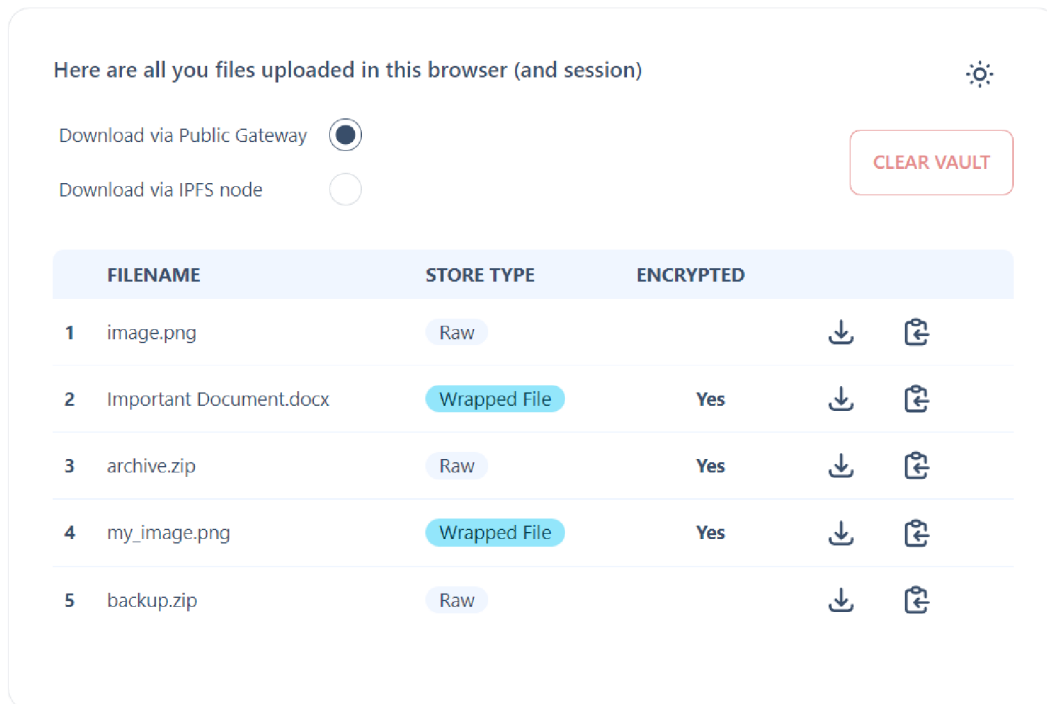 Here are all you files uploaded in this browser (and session)
Download via Public Gateway
Download via IPFS node
CLEAR VAULT
FILENAME STORE TYPE ENCRYPTED
1 image.png Raw
2 Important Document.docx Wrapped File Yes
3 archive.zip Raw Yes
4 my_image.png Wrapped File Yes
5 backup.zip Raw